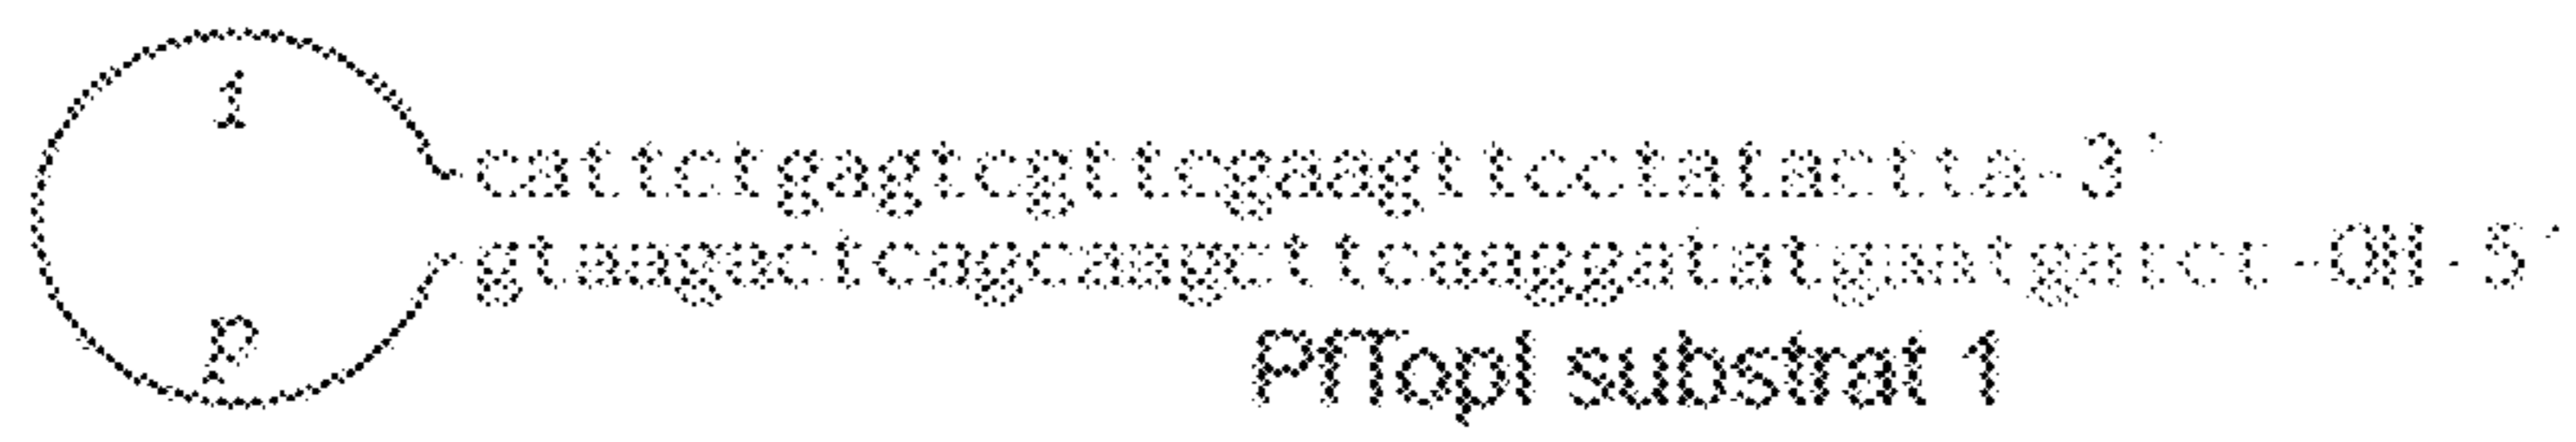 1
cattctgagtcgttcgaagttcctatactta-3'
gtaagactcagcaagcttcaaggatatgaatgatct-OH-5'
p
PfTopI substrat 1